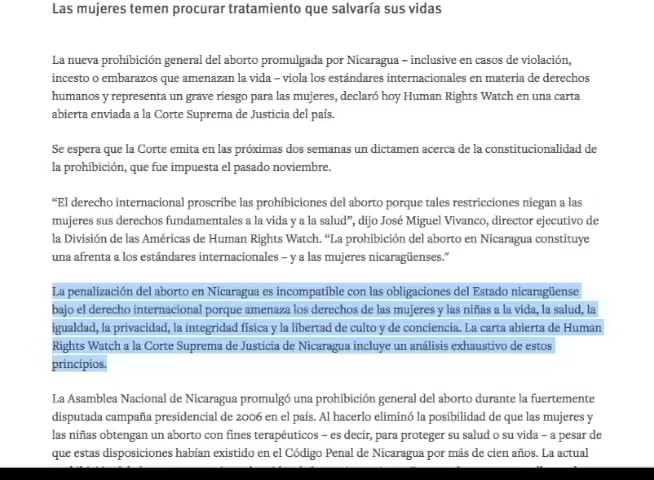 Las mujeres temen procurar tratamiento que salvaría sus vidas
La nueva prohibición general del aborto promulgada por Nicaragua – inclusive en casos de violación,
incesto o embarazos que amenazan la vida – viola los estándares internacionales en materia de derechos
humanos y representa un grave riesgo para las mujeres, declaró hoy Human Rights Watch en una carta
abierta enviada a la Corte Suprema de Justicia del país.
Se espera que la Corte emita en las próximas dos semanas un dictamen acerca de la constitucionalidad de
la prohibición, que fue impuesta el pasado noviembre.
“El derecho internacional proscribe las prohibiciones del aborto porque tales restricciones niegan a las
mujeres sus derechos fundamentales a la vida y a la salud”, dijo José Miguel Vivanco, director ejecutivo de
la División de las Américas de Human Rights Watch. “La prohibición del aborto en Nicaragua constituye
una afrenta a los estándares internacionales – y a las mujeres nicaragüenses.”
La penalización del aborto en Nicaragua es incompatible con las obligaciones del Estado nicaragüense
bajo el derecho internacional porque amenaza los derechos de las mujeres y las niñas a la vida, la salud, la
igualdad, la privacidad, la integridad física y la libertad de culto y de conciencia. La carta abierta de Human
Rights Watch a la Corte Suprema de Justicia de Nicaragua incluye un análisis exhaustivo de estos
principios.
La Asamblea Nacional de Nicaragua promulgó una prohibición general del aborto durante la fuertemente
disputada campaña presidencial de 2006 en el país. Al hacerlo eliminó la posibilidad de que las mujeres y
las niñas obtengan un aborto con fines terapéuticos – es decir, para proteger su salud o su vida – a pesar de
que estas disposiciones habían existido en el Código Penal de Nicaragua por más de cien años. La actual